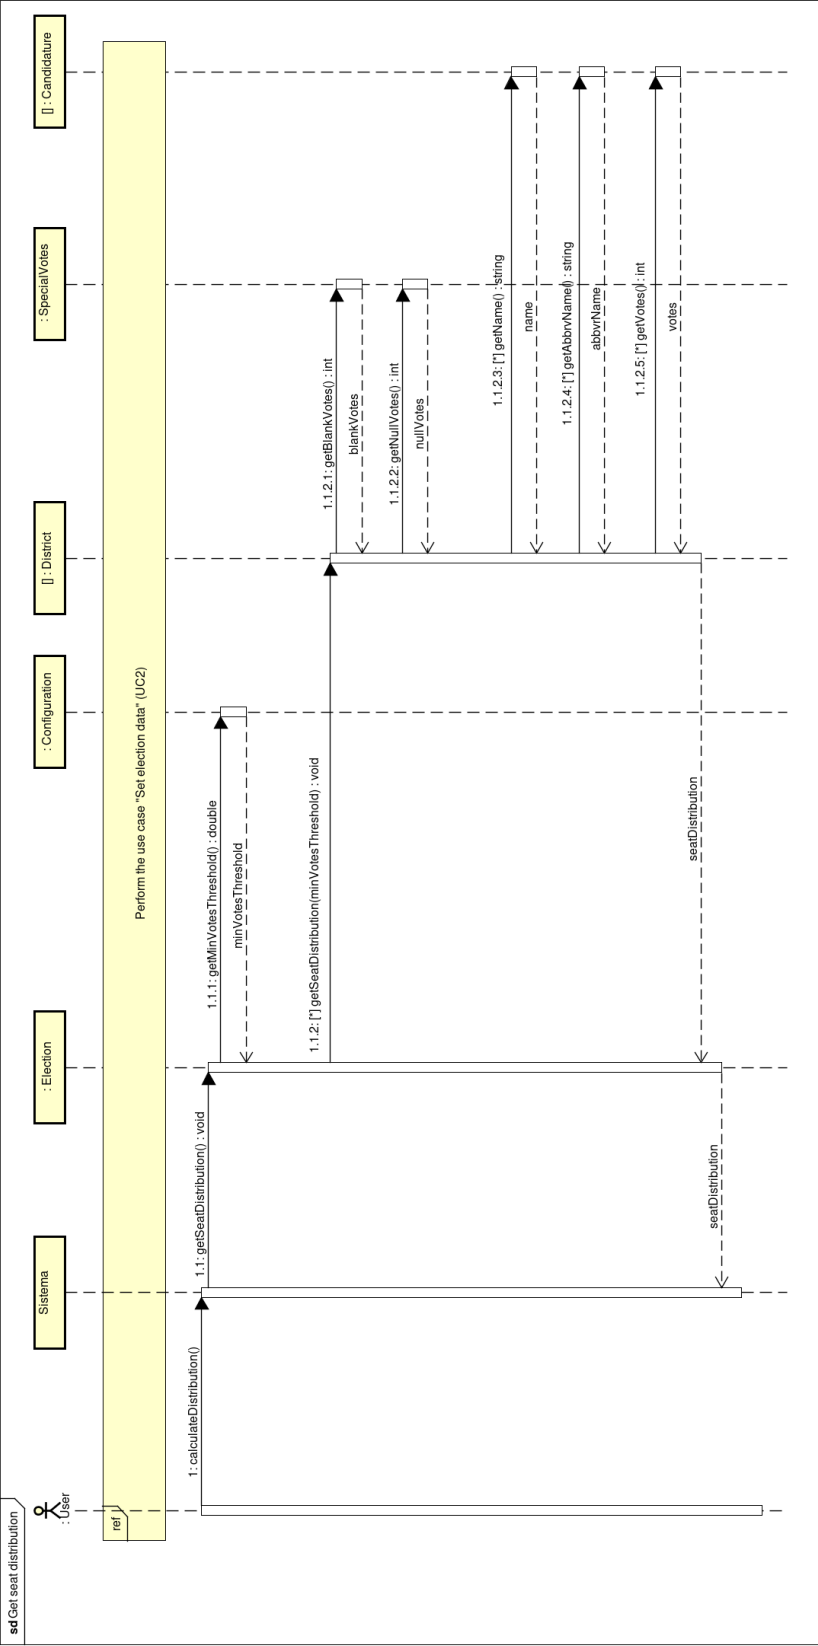 sd Get seat distribution
: User
Sistema
: Election
: Configuration
[] : District
: SpecialVotes
[] : Candidature
ref
Perform the use case "Set election data" (UC2)
1: calculateDistribution()
1.1: getSeatDistribution() : void
1.1.1: getMinVotesThreshold() : double
minVotesThreshold
1.1.2: [*] getSeatDistribution(minVotesThreshold) : void
1.1.2.1: getBlankVotes() : int
blankVotes
1.1.2.2: getNullVotes() : int
nullVotes
1.1.2.3: [*] getName() : string
name
1.1.2.4: [*] getAbbrvName() : string
abbvrName
1.1.2.5: [*] getVotes() : int
votes
seatDistribution
seatDistribution